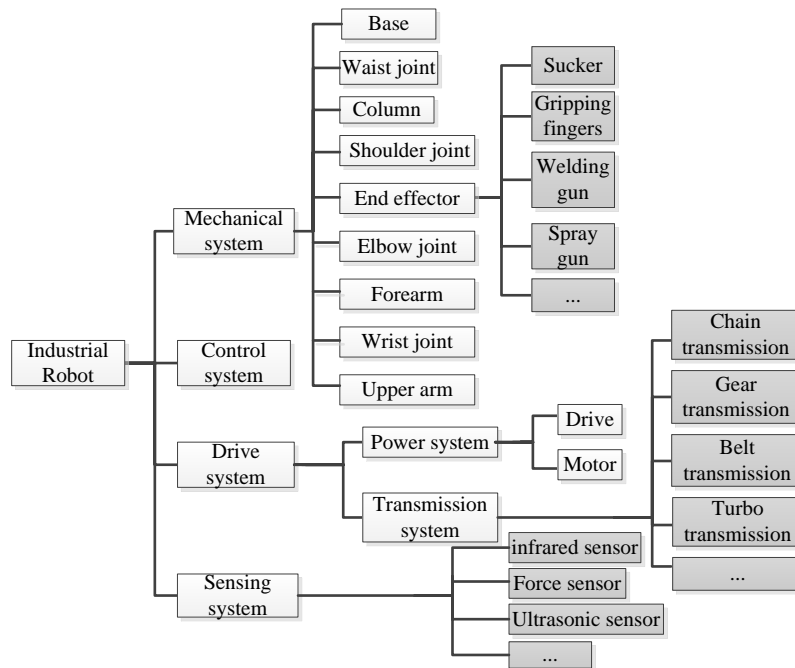 Industrial
Robot
Mechanical
system
Control
system
Drive
system
Sensing
system
Base
Waist joint
Column
Shoulder joint
End effector
Elbow joint
Forearm
Wrist joint
Upper arm
Sucker
Gripping
fingers
Welding
gun
Spray
gun
...
Power system
Transmission
system
Drive
Motor
Chain
transmission
Gear
transmission
Belt
transmission
Turbo
transmission
...
infrared sensor
Force sensor
Ultrasonic sensor
...